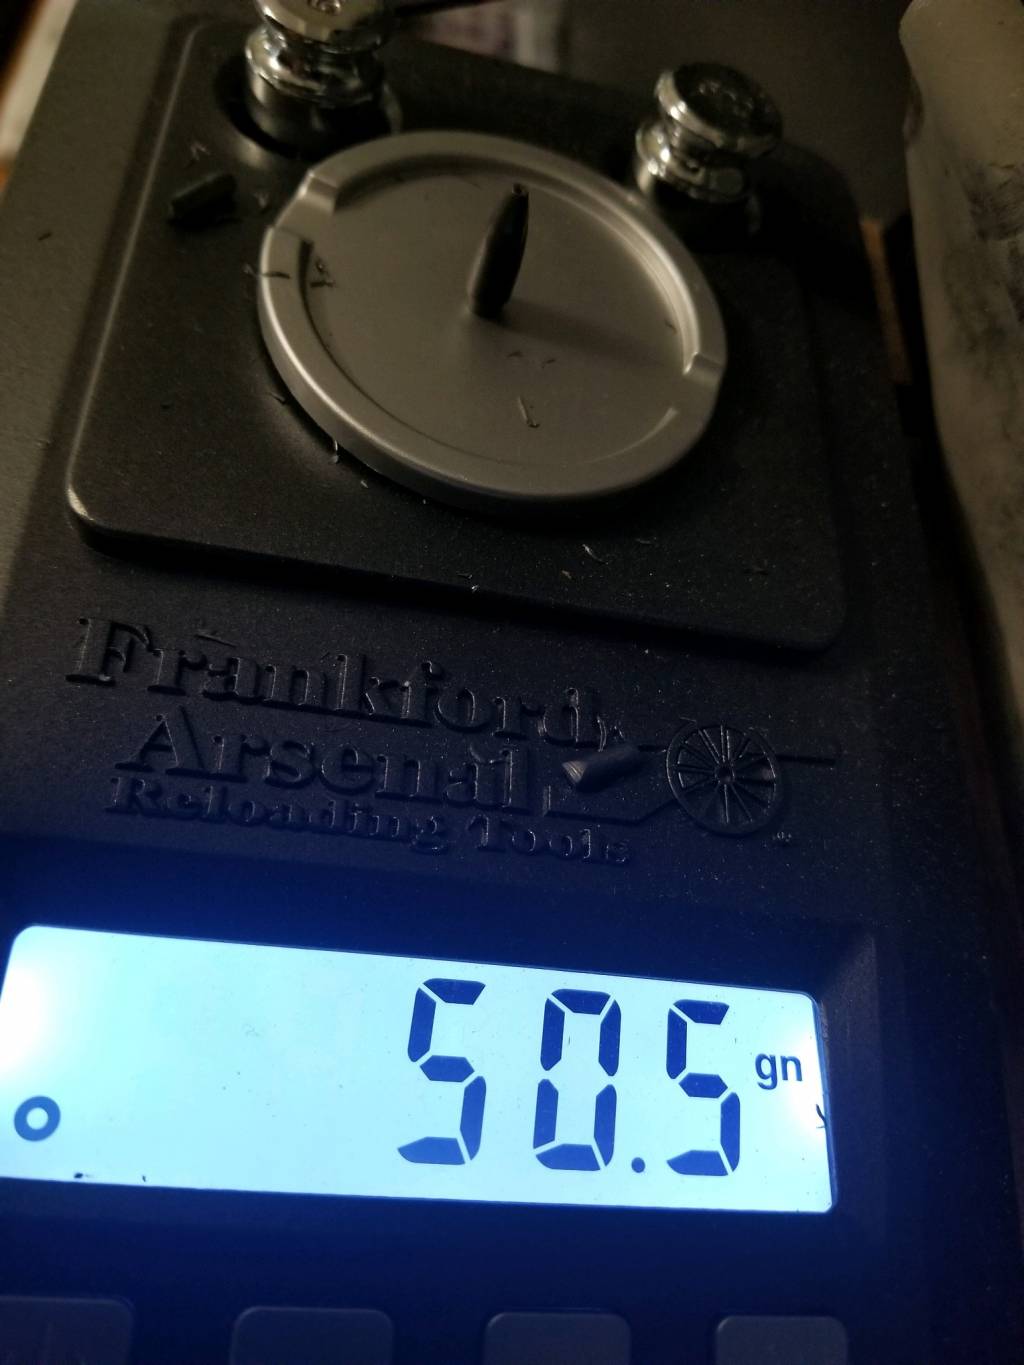 Frankford
Arsenal
Reloading Tools
50.5 gn